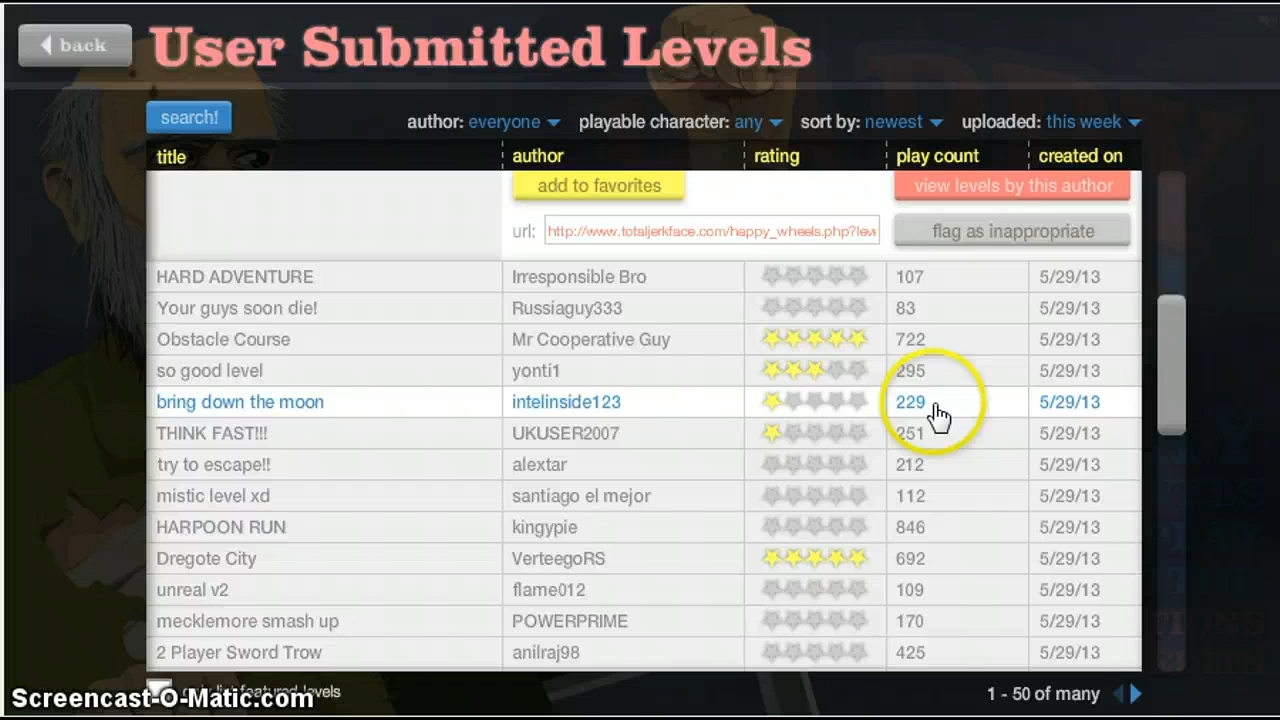 back
User Submitted Levels
search!
author: everyone playable character: any sort by: newest uploaded: this week
title author rating play count created on
add to favorites view levels by this author
url: http://www.totaljerkface.com/happy_wheels.php?leve flag as inappropriate
HARD ADVENTURE Irresponsible Bro 107 5/29/13
Your guys soon die! Russiaguy333 83 5/29/13
Obstacle Course Mr Cooperative Guy 722 5/29/13
so good level yonti1 295 5/29/13
bring down the moon intelinside123 229 5/29/13
THINK FAST!!! UKUSER2007 251 5/29/13
try to escape!! alextar 212 5/29/13
mistic level xd santiago el mejor 112 5/29/13
HARPOON RUN kingypie 846 5/29/13
Dregote City VerteegoRS 692 5/29/13
unreal v2 flame012 109 5/29/13
mecklemore smash up POWERPRIME 170 5/29/13
2 Player Sword Trow anilraj98 425 5/29/13
featured levels 1 - 50 of many
Screencast-O-Matic.com